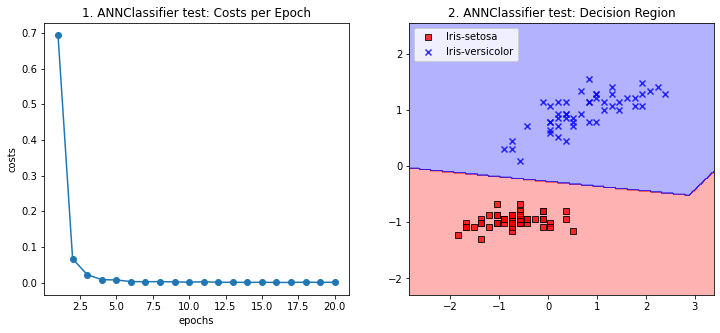 1. ANNClassifier test: Costs per Epoch
0.7
0.6
0.5
0.4
0.3
0.2
0.1
0.0
costs
2.5 5.0 7.5 10.0 12.5 15.0 17.5 20.0
epochs
2. ANNClassifier test: Decision Region
Iris-setosa
Iris-versicolor
2
1
0
−1
−2
−2 −1 0 1 2 3